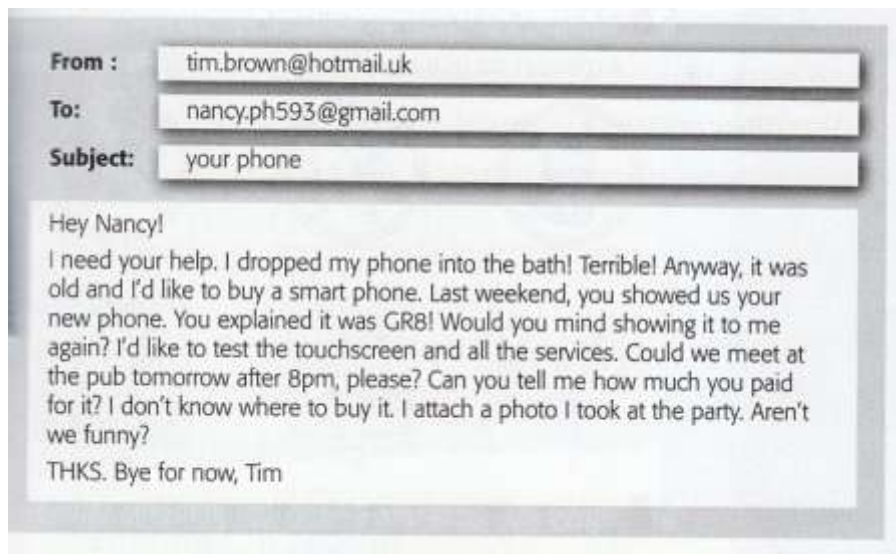 From :
tim.brown@hotmail.uk
To:
nancy.ph593@gmail.com
Subject:
your phone
Hey Nancy!
I need your help. I dropped my phone into the bath! Terrible! Anyway, it was
old and I'd like to buy a smart phone. Last weekend, you showed us your
new phone. You explained it was GR8! Would you mind showing it to me
again? I'd like to test the touchscreen and all the services. Could we meet at
the pub tomorrow after 8pm, please? Can you tell me how much you paid
for it? I don't know where to buy it. I attach a photo I took at the party. Aren't
we funny?
THKS. Bye for now, Tim